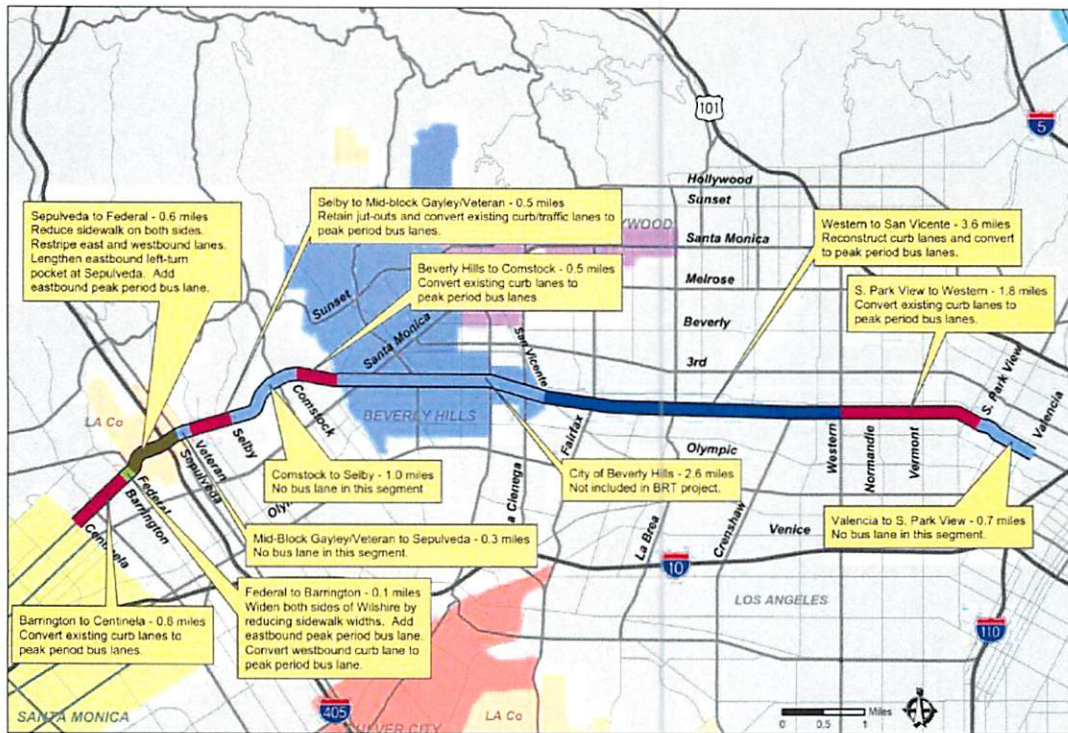 101
5
Hollywood
Sunset
Santa Monica
Melrose
Beverly
3rd
Sepulveda to Federal - 0.6 miles
Reduce sidewalk on both sides.
Restripe east and westbound lanes.
Lengthen eastbound left-turn
pocket at Sepulveda. Add
eastbound peak period bus lane.
Selby to Mid-block Gayley/Veteran - 0.5 miles
Retain jut-outs and convert existing curb/traffic lanes to
peak period bus lanes.
Beverly Hills to Comstock - 0.5 miles
Convert existing curb lanes to
peak period bus lanes
Western to San Vicente - 3.6 miles
Reconstruct curb lanes and convert
to peak period bus lanes.
S. Park View to Western - 1.8 miles
Convert existing curb lanes to
peak period bus lanes.
YWOOD
Sunset
Santa Monica
San Vicente
S. Park View
Valencia
LA Co
BEVERLY HILLS
Comstock
Selby
Veteran
Sepulveda
Federal
Barrington
Centinela
Fairfax
Olympic
Western
Normandie
Vermont
Comstock to Selby - 1.0 miles
No bus lane in this segment
City of Beverly Hills - 2.6 miles
Not included in BRT project.
Oly
a Cienega
La Brea
Crenshaw
Venice
Valencia to S. Park View - 0.7 miles
No bus lane in this segment.
Mid-Block Gayley/Veteran to Sepulveda - 0.3 miles
No bus lane in this segment.
10
LOS ANGELES
110
Barrington to Centinela - 0.8 miles
Convert existing curb lanes to
peak period bus lanes.
Federal to Barrington - 0.1 miles
Widen both sides of Wilshire by
reducing sidewalk widths. Add
eastbound peak period bus lane.
Convert westbound curb lane to
peak period bus lane.
SANTA MONICA
405
ULVER CITY
LA Co
0 0.5 1 Miles